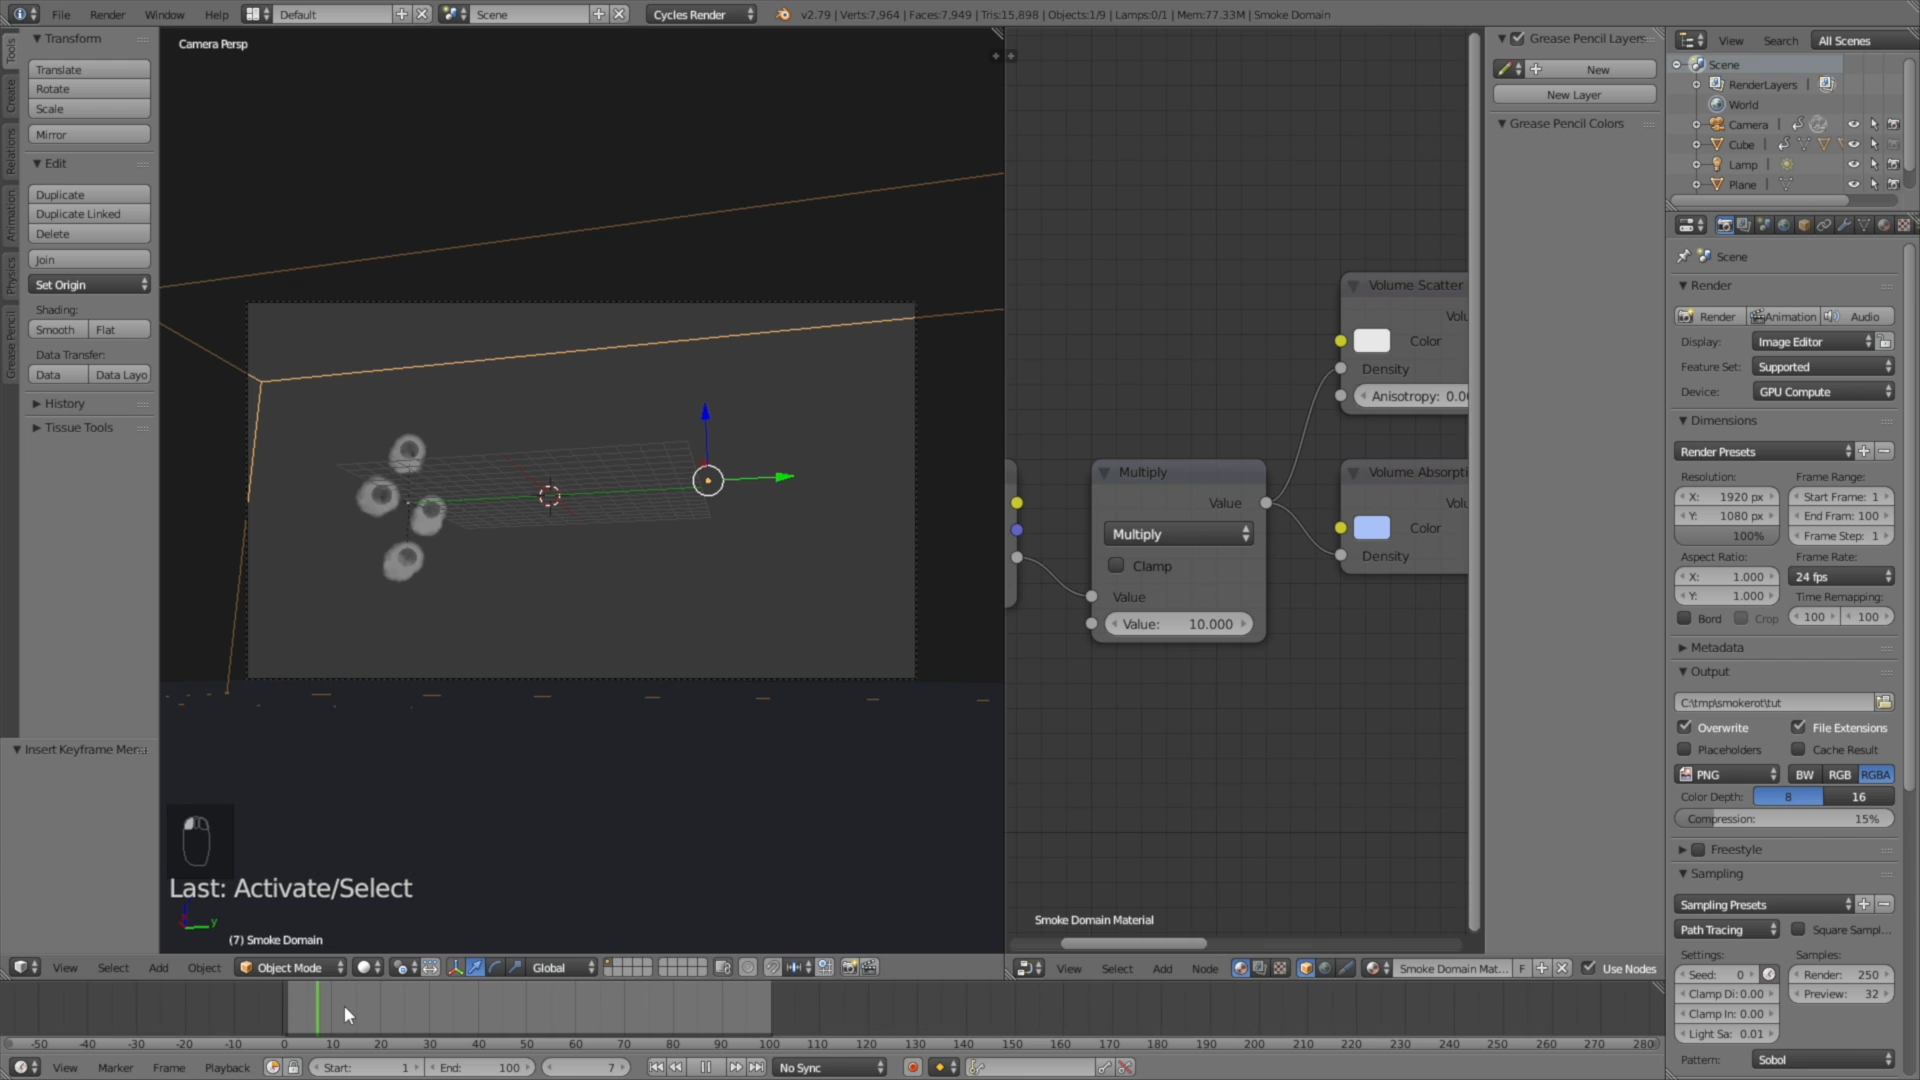 File Render Window Help Default Scene Cycles Render v2.79 | Verts:7,964 | Faces:7,949 | Tris:15,898 | Objects:1/9 | Lamps:0/1 | Mem:77.33M | Smoke Domain
Tools
Create
Relations
Animation
Physics
Grease Pencil
Transform
Translate
Rotate
Scale
Mirror
Edit
Duplicate
Duplicate Linked
Delete
Join
Set Origin
Shading:
Smooth Flat
Data Transfer:
Data Data Layo
History
Tissue Tools
Insert Keyframe Menu
Camera Persp
Last: Activate/Select
y
(7) Smoke Domain
Multiply
Value
Multiply
Clamp
Value
Value: 10.000
Volume Scatter
Volu
Color
Density
Anisotropy: 0.00
Volume Absorpti
Volu
Color
Density
Smoke Domain Material
Grease Pencil Layers
New
New Layer
Grease Pencil Colors
View Search All Scenes
Scene
RenderLayers
World
Camera
Cube
Lamp
Plane
Scene
Render
Render Animation Audio
Display: Image Editor
Feature Set: Supported
Device: GPU Compute
Dimensions
Render Presets
Resolution: Frame Range:
X: 1920 px Start Frame: 1
Y: 1080 px End Fram: 100
100% Frame Step: 1
Aspect Ratio: Frame Rate:
X: 1.000 24 fps
Y: 1.000 Time Remapping:
Bord Crop 100 100
Metadata
Output
C:\tmp\smokerot\tut
Overwrite File Extensions
Placeholders Cache Result
PNG BW RGB RGBA
Color Depth: 8 16
Compression: 15%
Freestyle
Sampling
Sampling Presets
Path Tracing Square Sampl...
Settings: Samples:
Seed: 0 Render: 250
Clamp Di: 0.00 Preview: 32
Clamp In: 0.00
Light Sa: 0.01
Pattern: Sobol
View Select Add Object Object Mode Global
View Select Add Node Smoke Domain Mat... F Use Nodes
-50 -40 -30 -20 -10 0 10 20 30 40 50 60 70 80 90 100 110 120 130 140 150 160 170 180 190 200 210 220 230 240 250 260 270 280
View Marker Frame Playback Start: 1 End: 100 7 No Sync